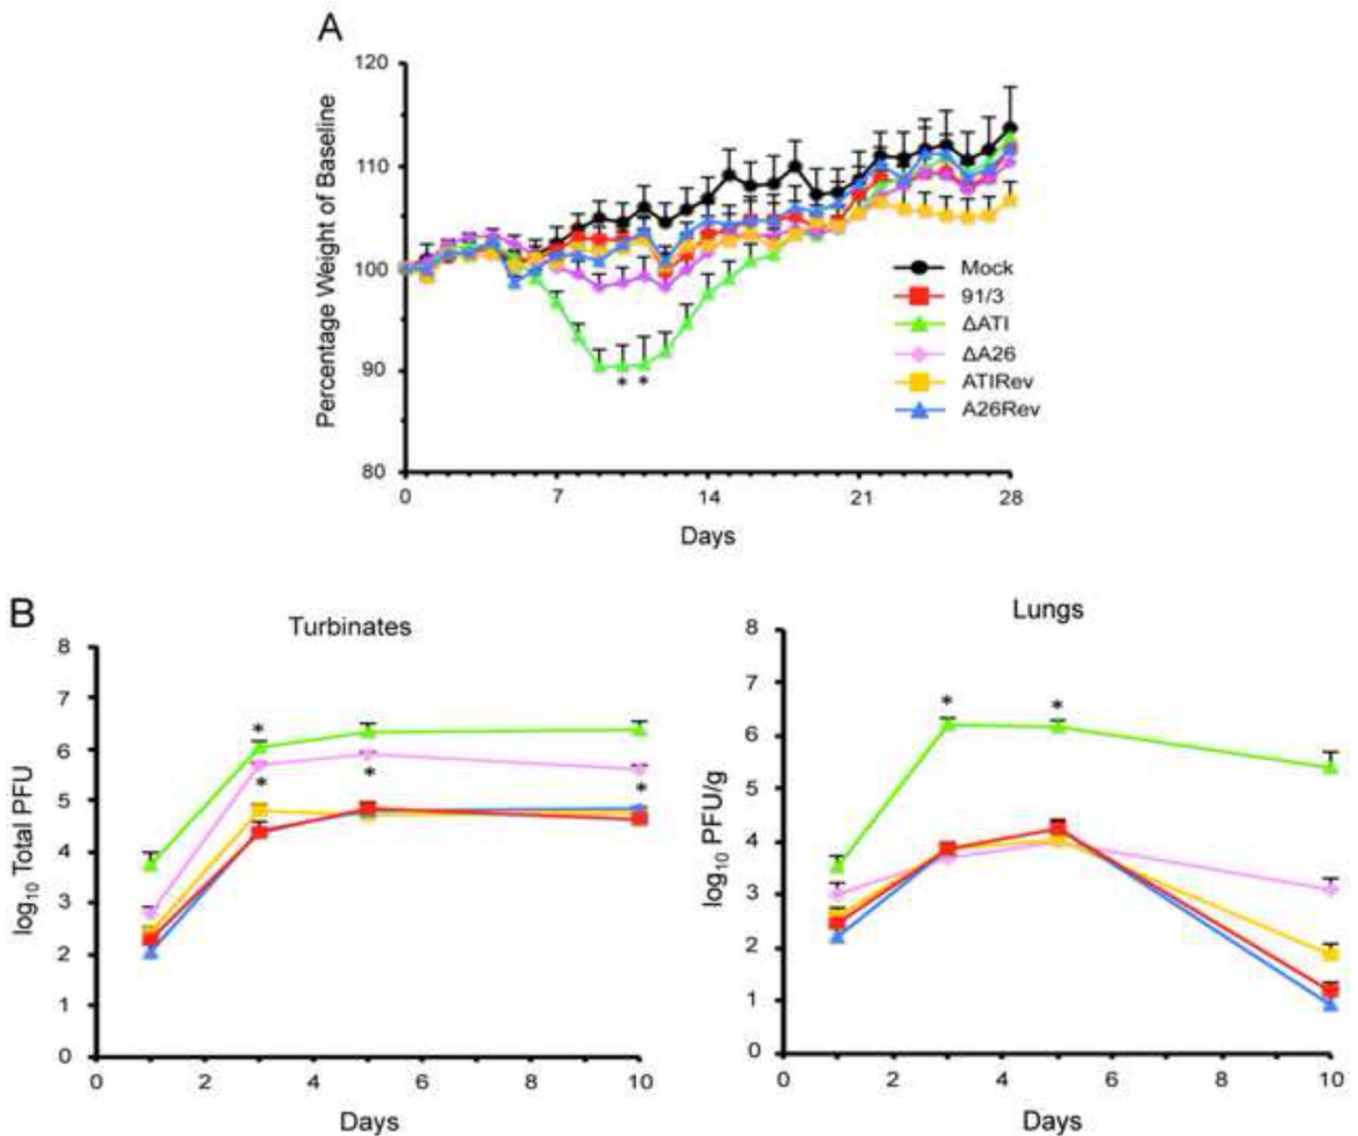 A
120
110
100
90
80
Percentage Weight of Baseline
0 7 14 21 28
Days
Mock
91/3
ΔATI
ΔA26
ATIRev
A26Rev
* *
B
Turbinates
8
7
6
5
4
3
2
1
0
log₁₀ Total PFU
* * * *
0 2 4 6 8 10
Days
Lungs
8
7
6
5
4
3
2
1
0
log₁₀ PFU/g
* *
0 2 4 6 8 10
Days